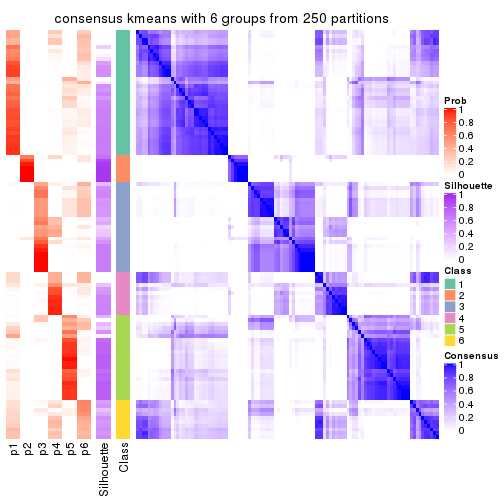 consensus kmeans with 6 groups from 250 partitions
Prob
1
0.8
0.6
0.4
0.2
0
Silhouette
1
0.8
0.6
0.4
0.2
0
Class
1
2
3
4
5
6
Consensus
1
0.8
0.6
0.4
0.2
0
p1
p2
p3
p4
p5
p6
Silhouette
Class